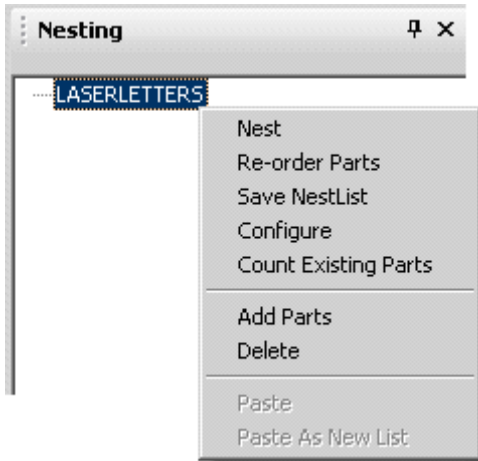 Nesting
LASERLETTERS
Nest
Re-order Parts
Save NestList
Configure
Count Existing Parts
Add Parts
Delete
Paste
Paste As New List